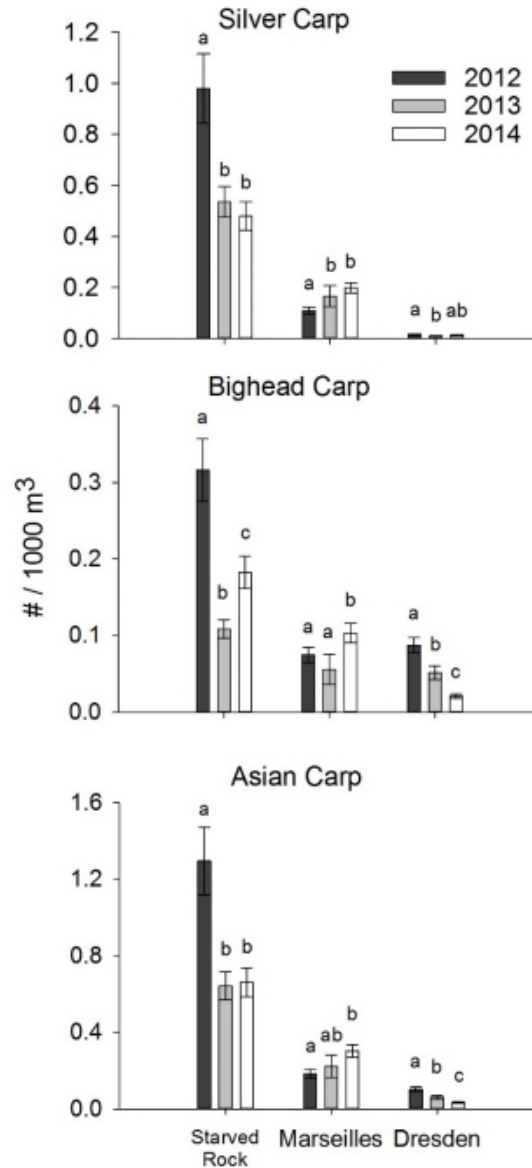 Silver Carp
1.2
1.0
0.8
0.6
0.4
0.2
0.0
a
b
b
a
b
b
a
b
ab
2012
2013
2014
Bighead Carp
# / 1000 m³
0.4
0.3
0.2
0.1
0.0
a
b
c
a
a
b
a
b
c
Asian Carp
1.6
1.2
0.8
0.4
0.0
a
b
b
a
ab
b
a
b
c
Starved
Rock
Marseilles
Dresden